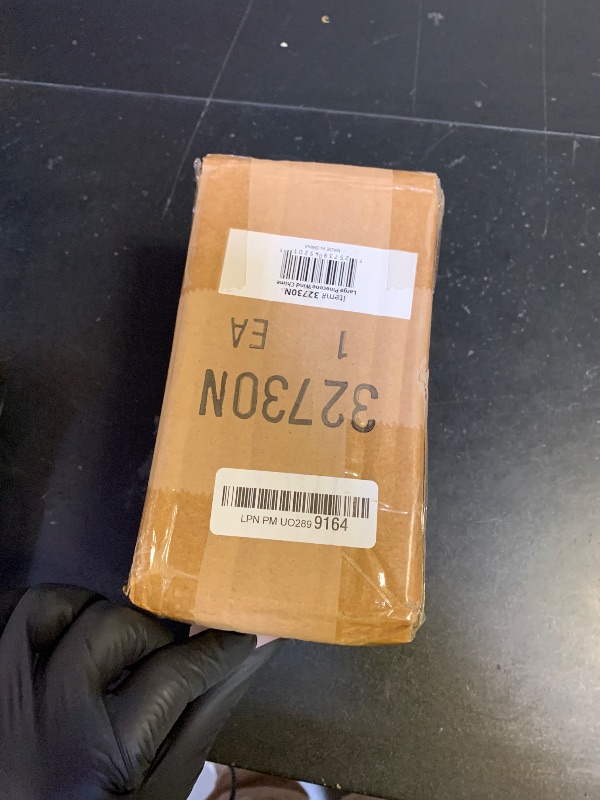 Item# 32730N
Large Pinecone Wind Chime
MADE IN CHINA
1 EA
32730N
LPN PM UO289 9164